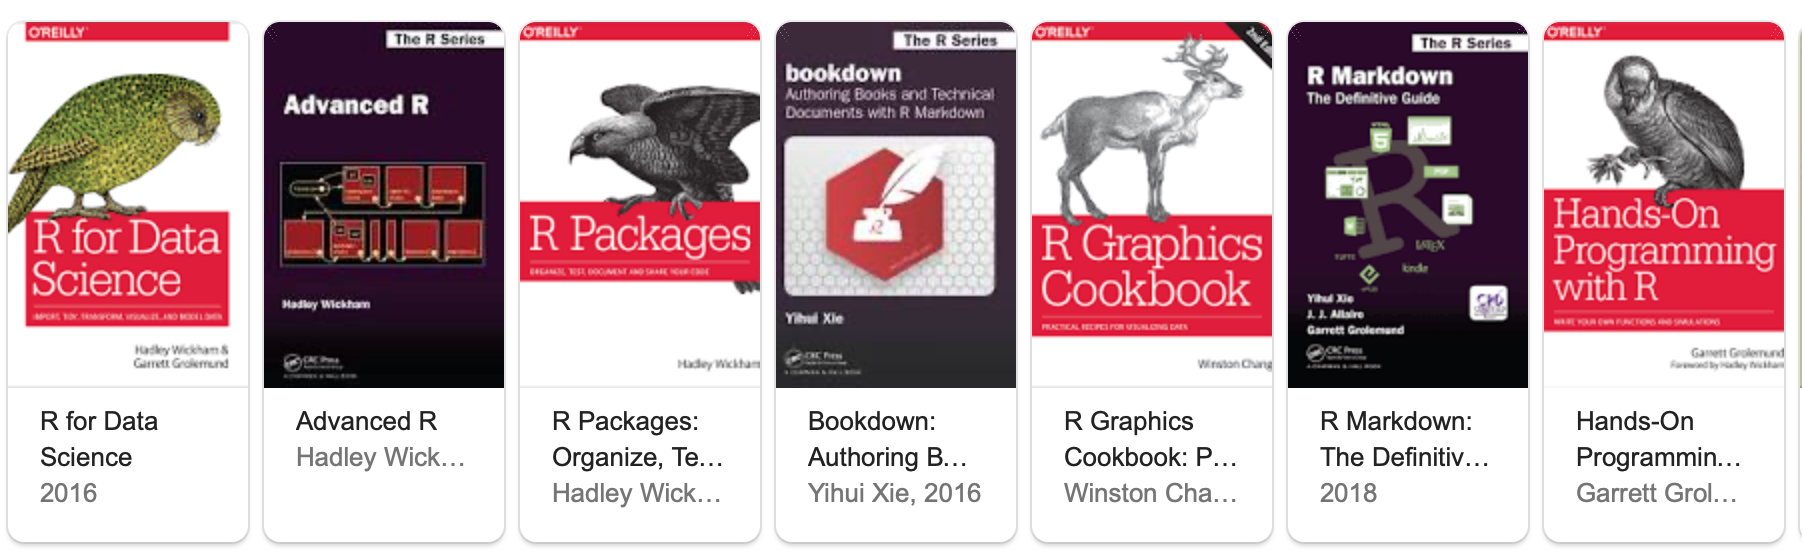 O'REILLY
R for Data
Science
IMPORT, TIDY, TRANSFORM, VISUALIZE, AND MODEL DATA
Hadley Wickham &
Garrett Grolemund
R for Data
Science
2016
The R Series
Advanced R
Hadley Wickham
CRC Press
Advanced R
Hadley Wick…
O'REILLY
R Packages
ORGANIZE, TEST, DOCUMENT AND SHARE YOUR CODE
Hadley Wickham
R Packages:
Organize, Te…
Hadley Wick…
The R Series
bookdown
Authoring Books and Technical
Documents with R Markdown
R
Yihui Xie
CRC Press
Bookdown:
Authoring B…
Yihui Xie, 2016
O'REILLY
R Graphics
Cookbook
PRACTICAL RECIPES FOR VISUALIZING DATA
Winston Chang
R Graphics
Cookbook: P…
Winston Cha…
The R Series
R Markdown
The Definitive Guide
HTML
PDF
R
LATEX
kindle
Yihui Xie
J. J. Allaire
Garrett Grolemund
CRC Press
R Markdown:
The Definitiv…
2018
O'REILLY
Hands-On
Programming
with R
WRITE YOUR OWN FUNCTIONS AND SIMULATIONS
Garrett Grolemund
Foreword by Hadley Wickham
Hands-On
Programmin…
Garrett Grol…